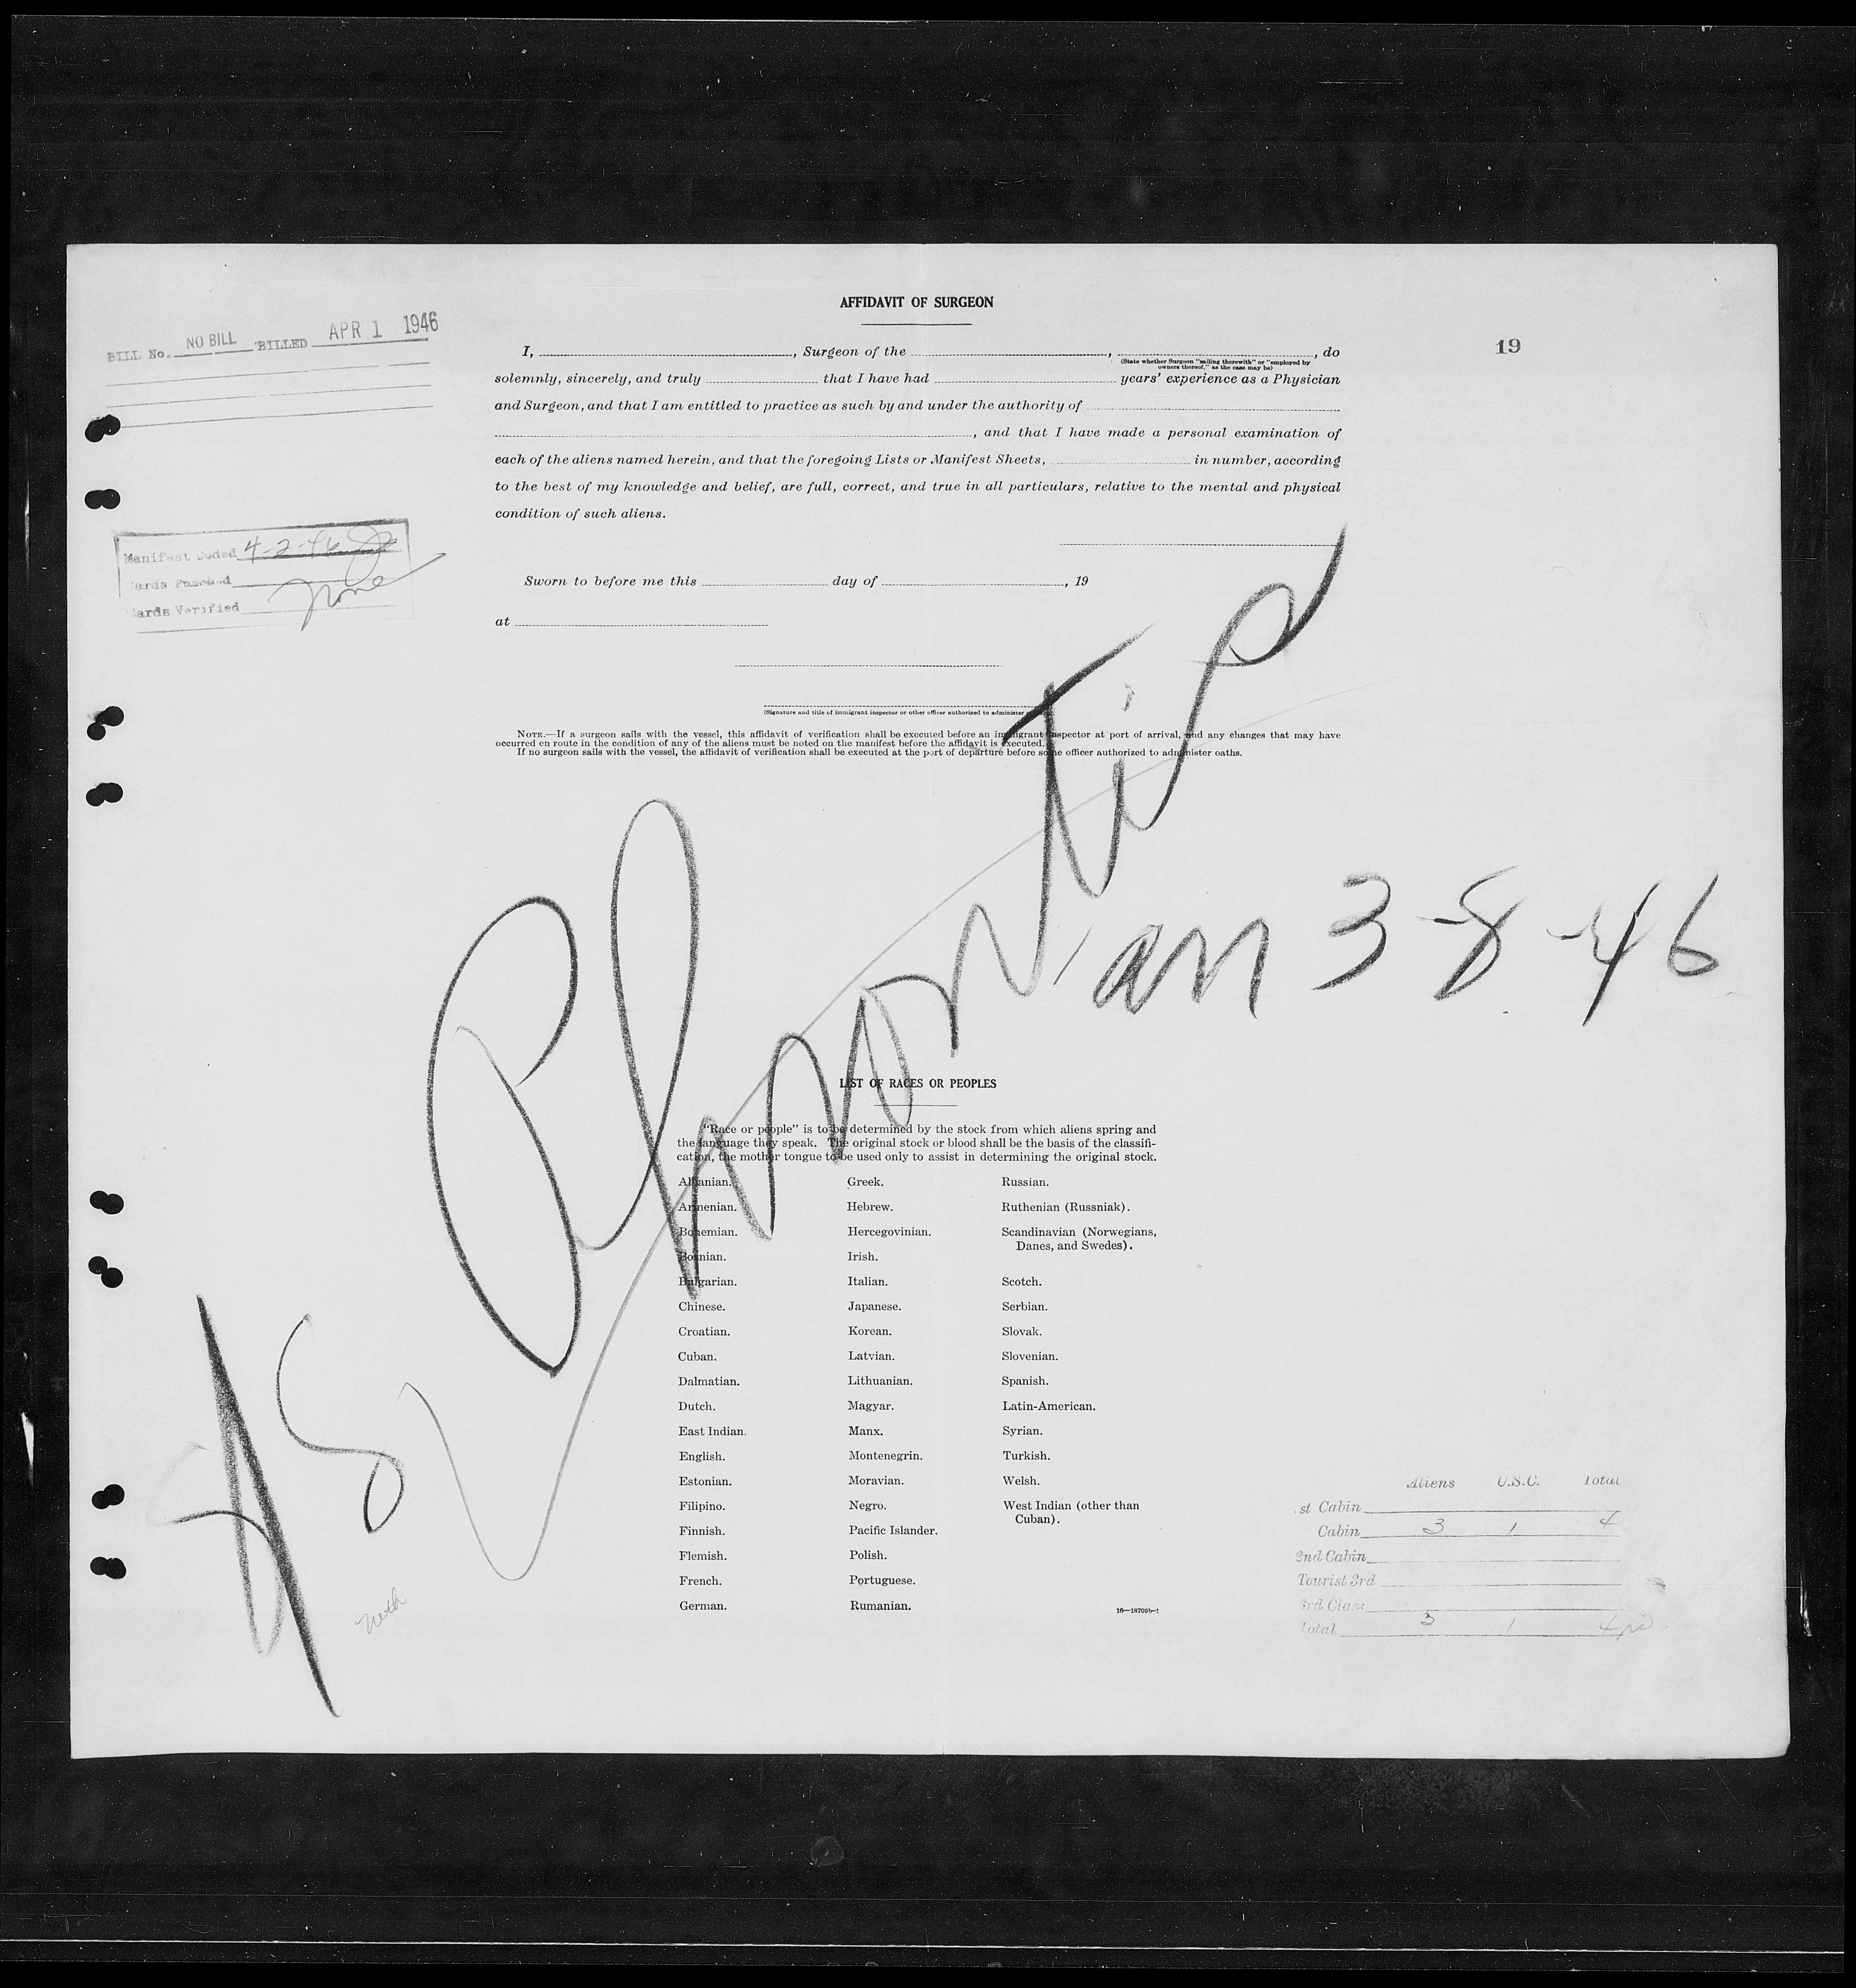 AFFIDAVIT OF SURGEON
BILL No. NO BILL BILLED APR 1 1946
19
I, , Surgeon of the , , do
(State whether Surgeon "sailing therewith" or "employed by
owners thereof," as the case may be)
solemnly, sincerely, and truly that I have had years' experience as a Physician
and Surgeon, and that I am entitled to practice as such by and under the authority of
, and that I have made a personal examination of
each of the aliens named herein, and that the foregoing Lists or Manifest Sheets, in number, according
to the best of my knowledge and belief, are full, correct, and true in all particulars, relative to the mental and physical
condition of such aliens.
Manifest Coded 4-2-46
Cards Punched
Cards Verified none
Sworn to before me this day of , 19
at
(Signature and title of immigrant inspector or other officer authorized to administer
NOTE.—If a surgeon sails with the vessel, this affidavit of verification shall be executed before an immigrant inspector at port of arrival, and any changes that may have
occurred en route in the condition of any of the aliens must be noted on the manifest before the affidavit is executed.
If no surgeon sails with the vessel, the affidavit of verification shall be executed at the port of departure before some officer authorized to administer oaths.
arr 3-8-46
LIST OF RACES OR PEOPLES
"Race or people" is to be determined by the stock from which aliens spring and
the language they speak. The original stock or blood shall be the basis of the classifi-
cation, the mother tongue to be used only to assist in determining the original stock.
Albanian.
Armenian.
Bohemian.
Bosnian.
Bulgarian.
Chinese.
Croatian.
Cuban.
Dalmatian.
Dutch.
East Indian.
English.
Estonian.
Filipino.
Finnish.
Flemish.
French.
German.
Greek.
Hebrew.
Hercegovinian.
Irish.
Italian.
Japanese.
Korean.
Latvian.
Lithuanian.
Magyar.
Manx.
Montenegrin.
Moravian.
Negro.
Pacific Islander.
Polish.
Portuguese.
Rumanian.
Russian.
Ruthenian (Russniak).
Scandinavian (Norwegians,
Danes, and Swedes).
Scotch.
Serbian.
Slovak.
Slovenian.
Spanish.
Latin-American.
Syrian.
Turkish.
Welsh.
West Indian (other than
Cuban).
16—18700b-1
Aliens U.S.C. Total
st Cabin
Cabin 3 1 4
2nd Cabin
Tourist 3rd
3rd Class
Total 3 1 4